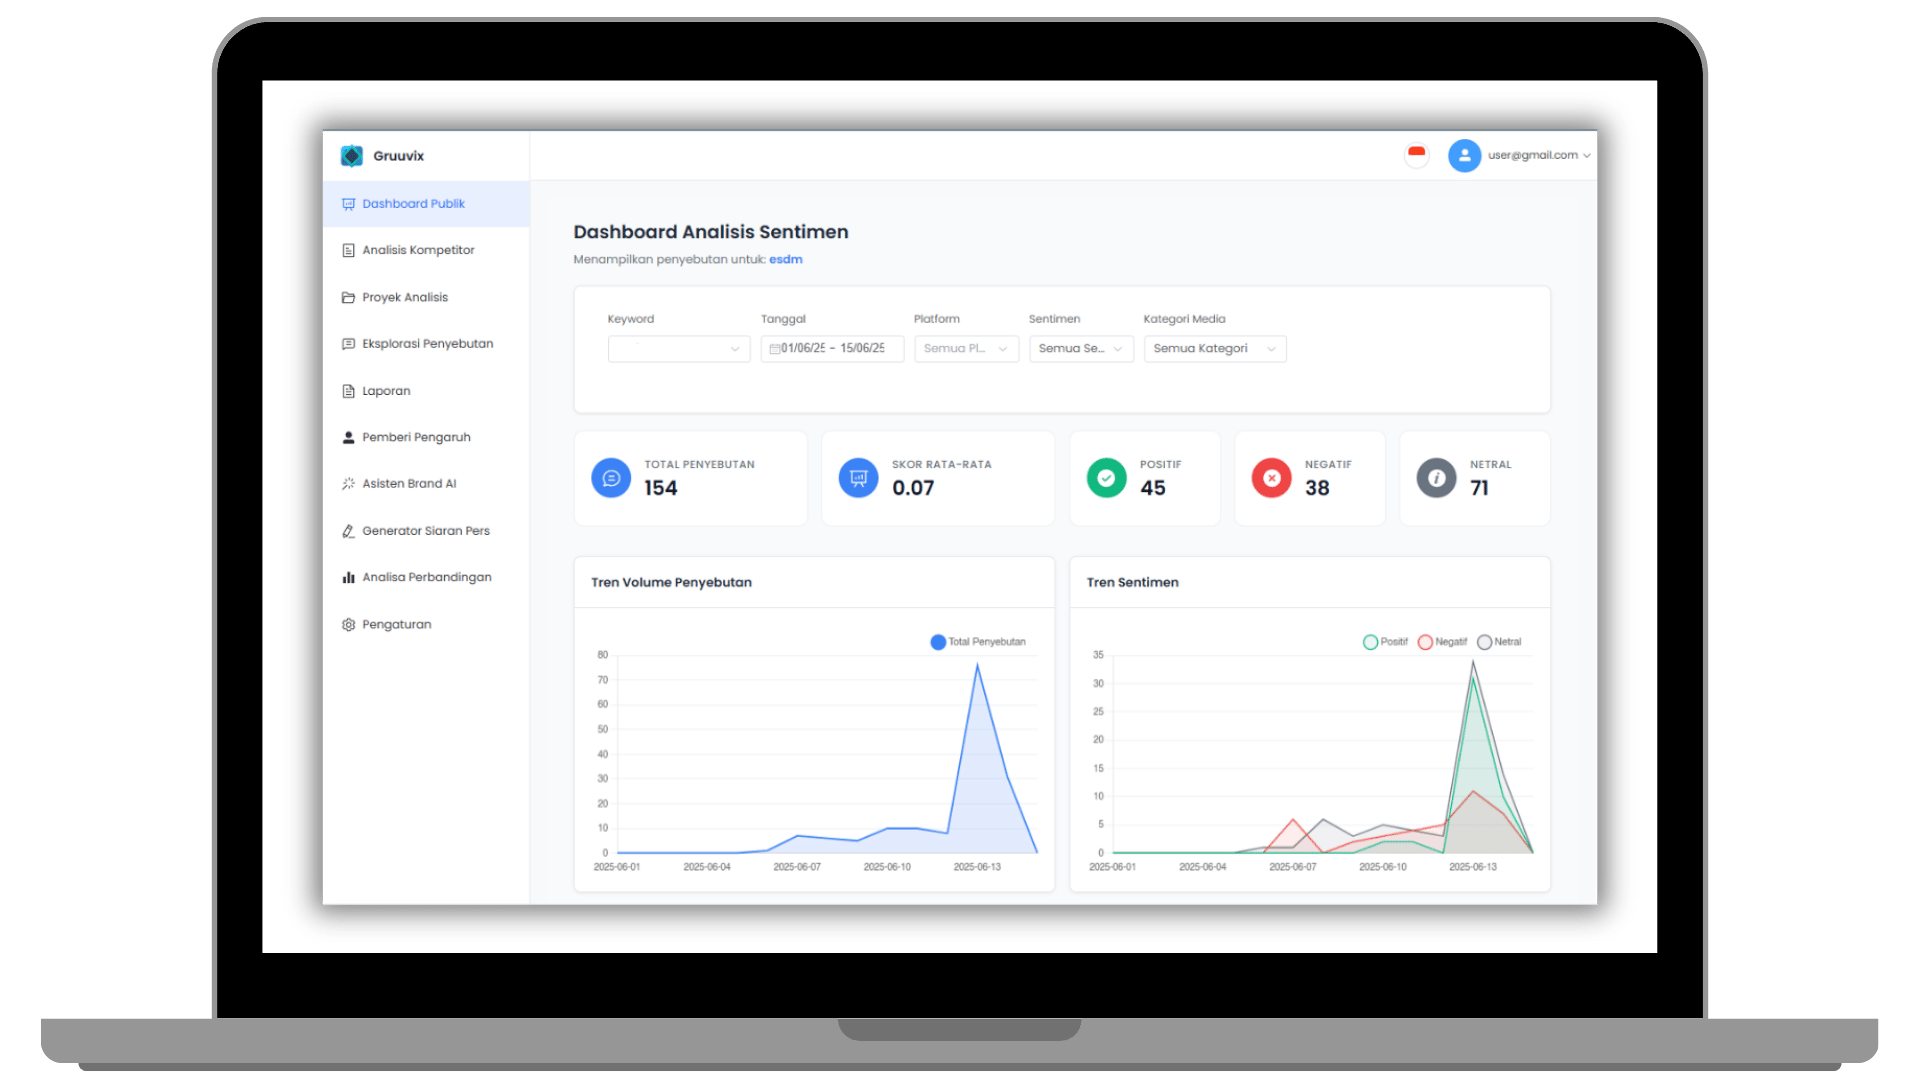 Gruuvix
user@gmail.com
Dashboard Publik
Analisis Kompetitor
Proyek Analisis
Eksplorasi Penyebutan
Laporan
Pemberi Pengaruh
Asisten Brand AI
Generator Siaran Pers
Analisa Perbandingan
Pengaturan
Dashboard Analisis Sentimen
Menampilkan penyebutan untuk: esdm
Keyword Tanggal Platform Sentimen Kategori Media
01/06/25 - 15/06/25 Semua Pl... Semua Se... Semua Kategori
TOTAL PENYEBUTAN
154
SKOR RATA-RATA
0.07
POSITIF
45
NEGATIF
38
NETRAL
71
Tren Volume Penyebutan
Total Penyebutan
80
70
60
50
40
30
20
10
0
2025-06-01 2025-06-04 2025-06-07 2025-06-10 2025-06-13
Tren Sentimen
Positif Negatif Netral
35
30
25
20
15
10
5
0
2025-06-01 2025-06-04 2025-06-07 2025-06-10 2025-06-13